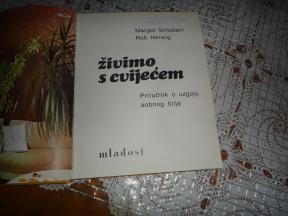 Margot Schubert
Rob Herwig
živimo
s cvijećem
Priručnik o uzgoju
sobnog bilja
mladost